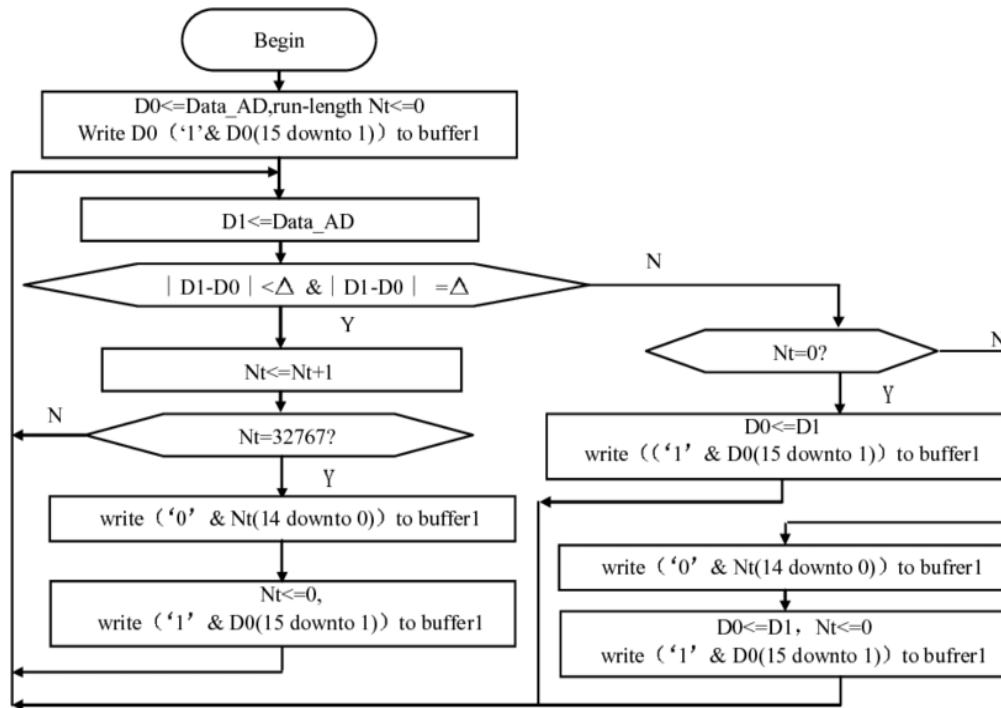 Begin
D0<=Data_AD,run-length Nt<=0
Write D0（‘1’& D0(15 downto 1)）to buffer1
D1<=Data_AD
｜D1-D0｜<△ &｜D1-D0｜ =△
N
Y
Nt=0?
N
Y
Nt<=Nt+1
N
Nt=32767?
Y
D0<=D1
write（(‘1’ & D0(15 downto 1)）to buffer1
write（‘0’ & Nt(14 downto 0)）to buffer1
write（‘0’ & Nt(14 downto 0)）to bufrer1
Nt<=0,
write（‘1’ & D0(15 downto 1)）to buffer1
D0<=D1，Nt<=0
write（‘1’ & D0(15 downto 1)）to bufrer1